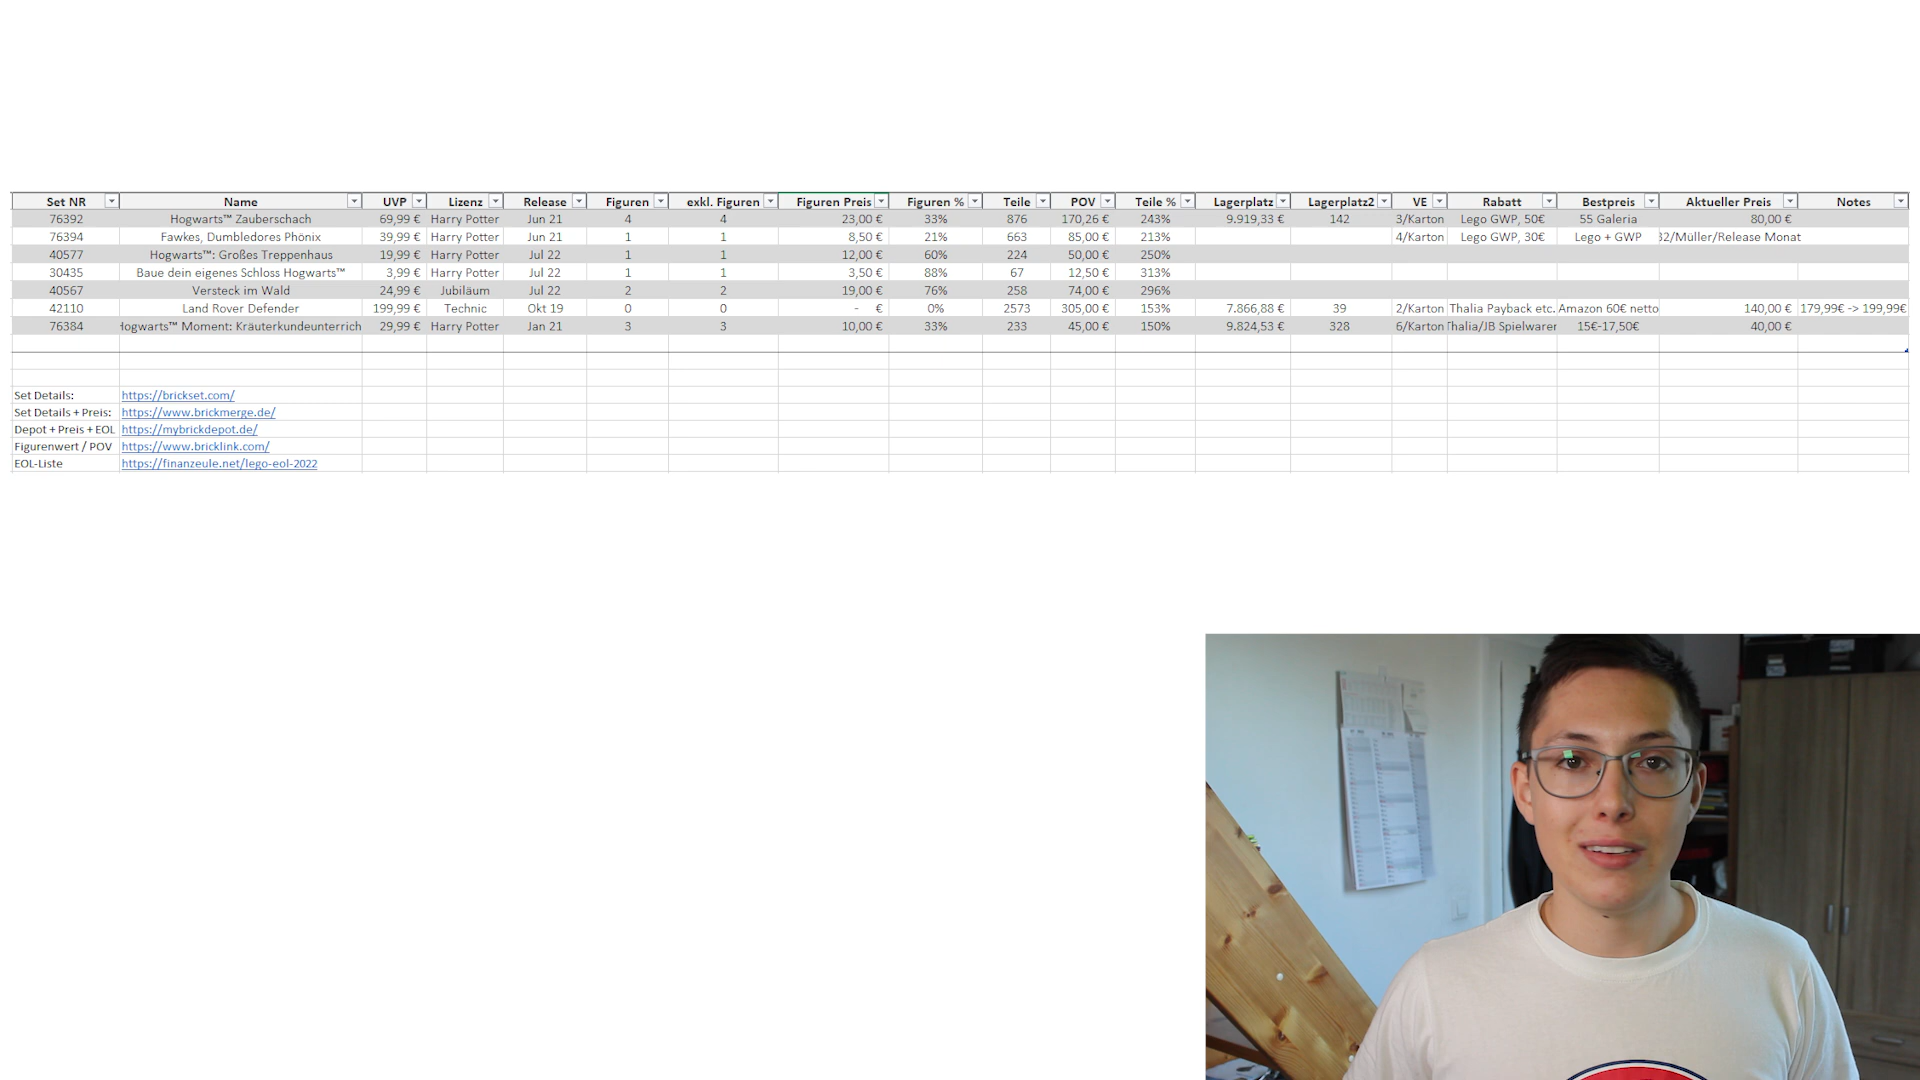 Set NR Name UVP Lizenz Release Figuren exkl. Figuren Figuren Preis Figuren % Teile POV Teile % Lagerplatz Lagerplatz2 VE Rabatt Bestpreis Aktueller Preis Notes
76392 Hogwarts™ Zauberschach 69,99 € Harry Potter Jun 21 4 4 23,00 € 33% 876 170,26 € 243% 9.919,33 € 142 3/Karton Lego GWP, 50€ 55 Galeria 80,00 €
76394 Fawkes, Dumbledores Phönix 39,99 € Harry Potter Jun 21 1 1 8,50 € 21% 663 85,00 € 213% 4/Karton Lego GWP, 30€ Lego + GWP 32/Müller/Release Monat
40577 Hogwarts™: Großes Treppenhaus 19,99 € Harry Potter Jul 22 1 1 12,00 € 60% 224 50,00 € 250%
30435 Baue dein eigenes Schloss Hogwarts™ 3,99 € Harry Potter Jul 22 1 1 3,50 € 88% 67 12,50 € 313%
40567 Versteck im Wald 24,99 € Jubiläum Jul 22 2 2 19,00 € 76% 258 74,00 € 296%
42110 Land Rover Defender 199,99 € Technic Okt 19 0 0 - € 0% 2573 305,00 € 153% 7.866,88 € 39 2/Karton Thalia Payback etc. Amazon 60€ netto 140,00 € 179,99€ -> 199,99€
76384 Hogwarts™ Moment: Kräuterkundeunterrich 29,99 € Harry Potter Jan 21 3 3 10,00 € 33% 233 45,00 € 150% 9.824,53 € 328 6/Karton Thalia/JB Spielwaren 15€-17,50€ 40,00 €
Set Details: https://brickset.com/
Set Details + Preis: https://www.brickmerge.de/
Depot + Preis + EOL https://mybrickdepot.de/
Figurenwert / POV https://www.bricklink.com/
EOL-Liste https://finanzeule.net/lego-eol-2022